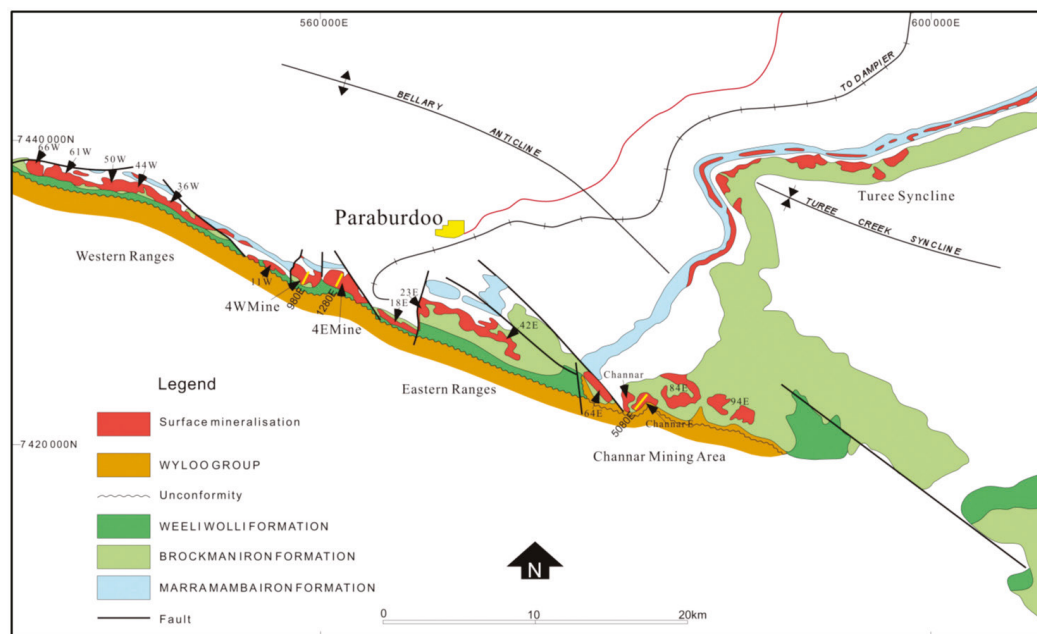 560 000E
600 000E
TO DAMPIER
BELLARY
ANTICLINE
7 440 000N
66W
61W
50W
44W
36W
Turee Syncline
TUREE
CREEK
SYNCLINE
Paraburdoo
Western Ranges
11W
980E
1280E
4WMine
4EMine
23E
18E
42E
Eastern Ranges
Channar
84E
94E
64E
5080E
Channar E
Channar Mining Area
7 420 000N
Legend
Surface mineralisation
WYLOO GROUP
Unconformity
WEELI WOLLI FORMATION
BROCKMAN IRON FORMATION
MARRA MAMBA IRON FORMATION
Fault
N
0
10
20km